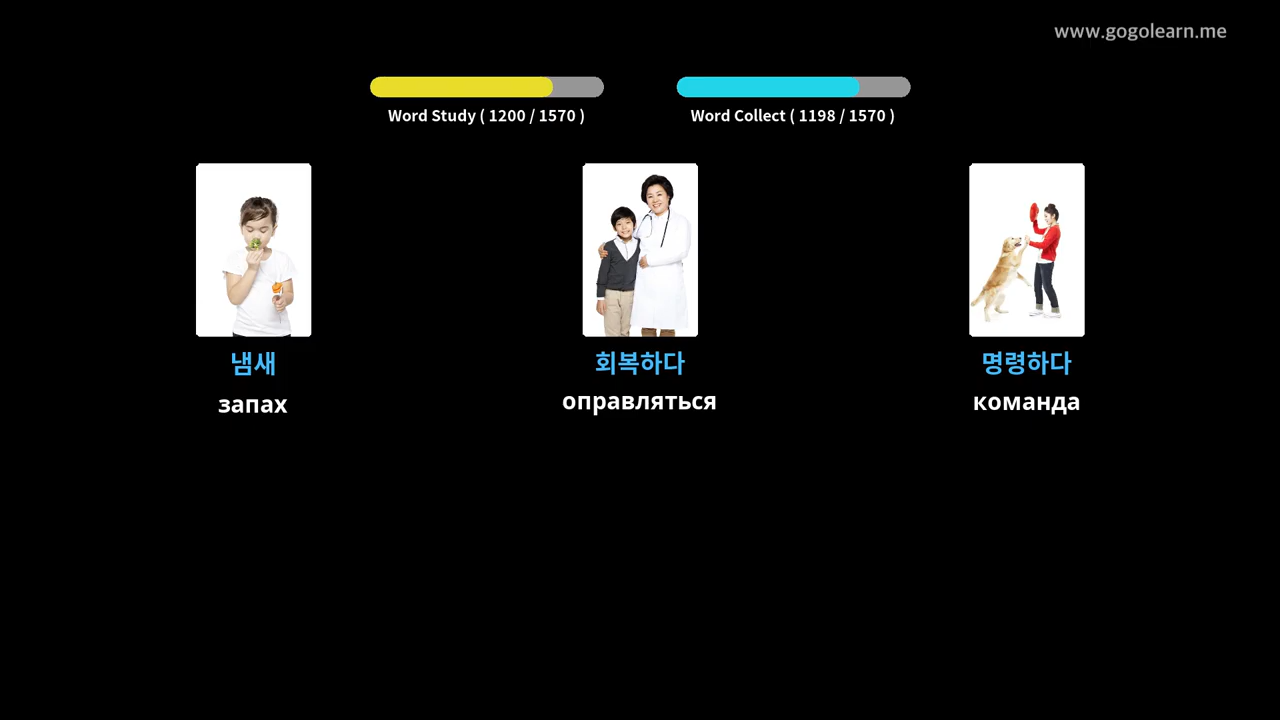 www.gogolearn.me
Word Study ( 1200 / 1570 )
Word Collect ( 1198 / 1570 )
냄새
회복하다
명령하다
запах
оправляться
команда